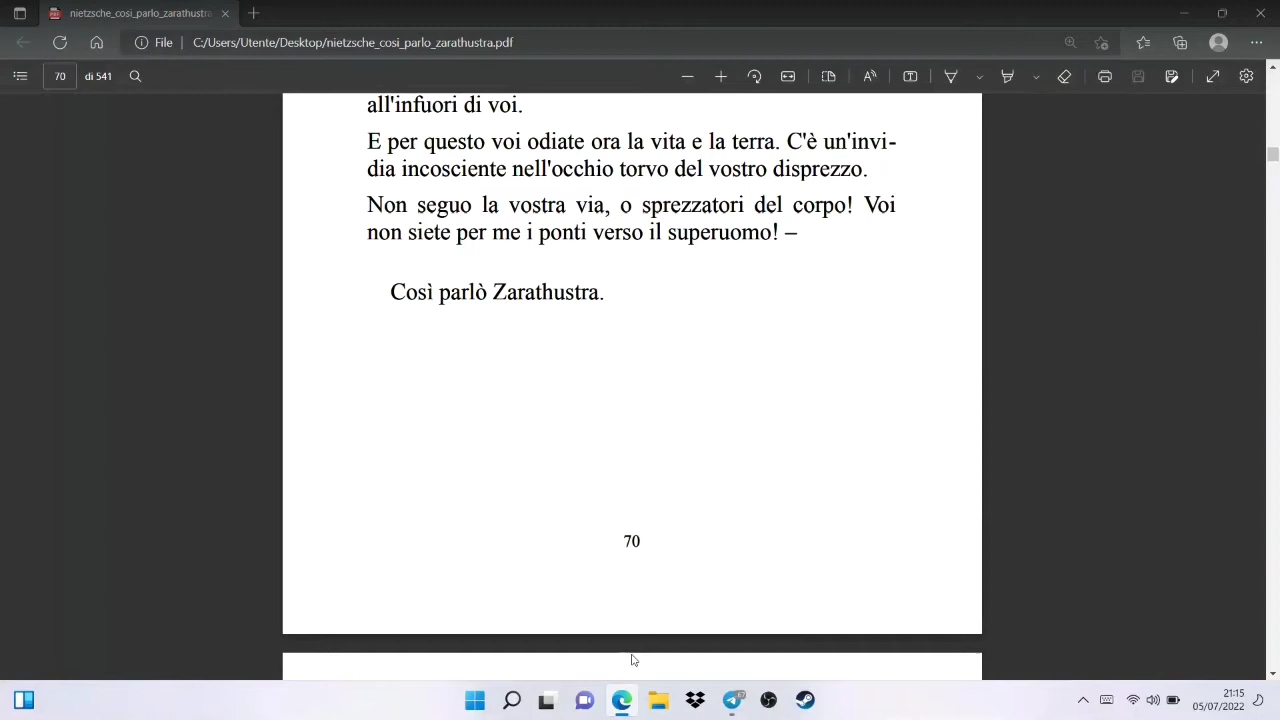 nietzsche_cosi_parlo_zarathustra
File
C:/Users/Utente/Desktop/nietzsche_cosi_parlo_zarathustra.pdf
70
di 541
all'infuori di voi.
E per questo voi odiate ora la vita e la terra. C'è un'invi-
dia incosciente nell'occhio torvo del vostro disprezzo.
Non seguo la vostra via, o sprezzatori del corpo! Voi
non siete per me i ponti verso il superuomo! –
Così parlò Zarathustra.
70
21:15
05/07/2022